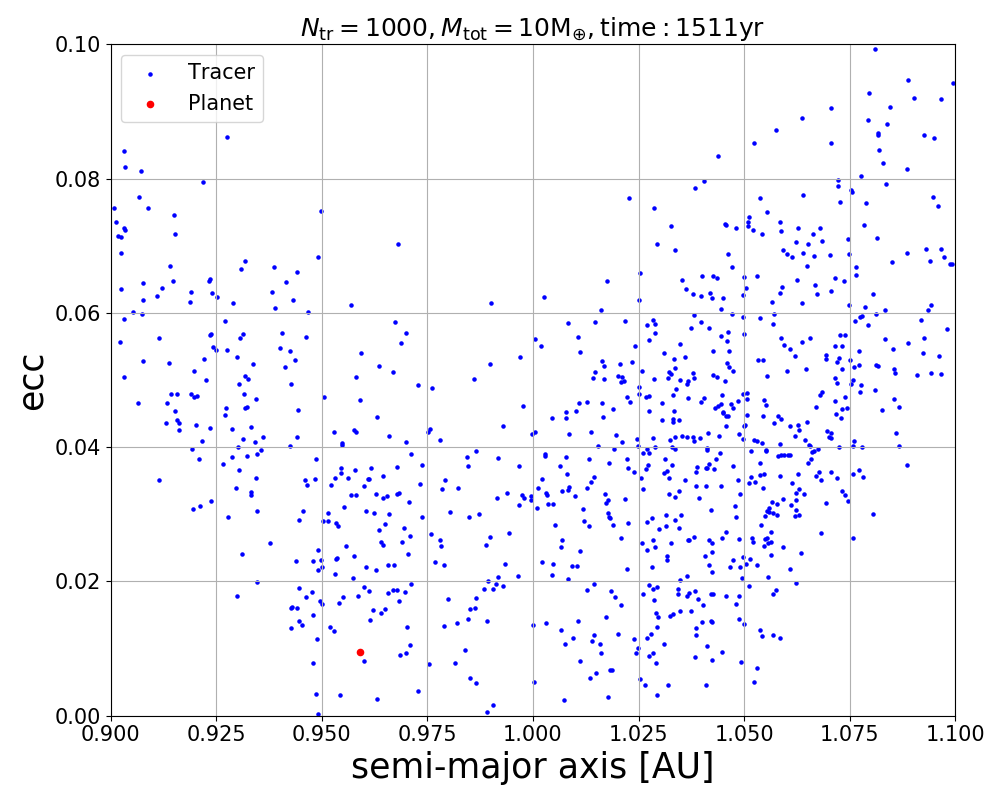 N_tr = 1000, M_tot = 10M_⊕, time : 1511yr
Tracer
Planet
ecc
0.10
0.08
0.06
0.04
0.02
0.00
0.900 0.925 0.950 0.975 1.000 1.025 1.050 1.075 1.100
semi-major axis [AU]